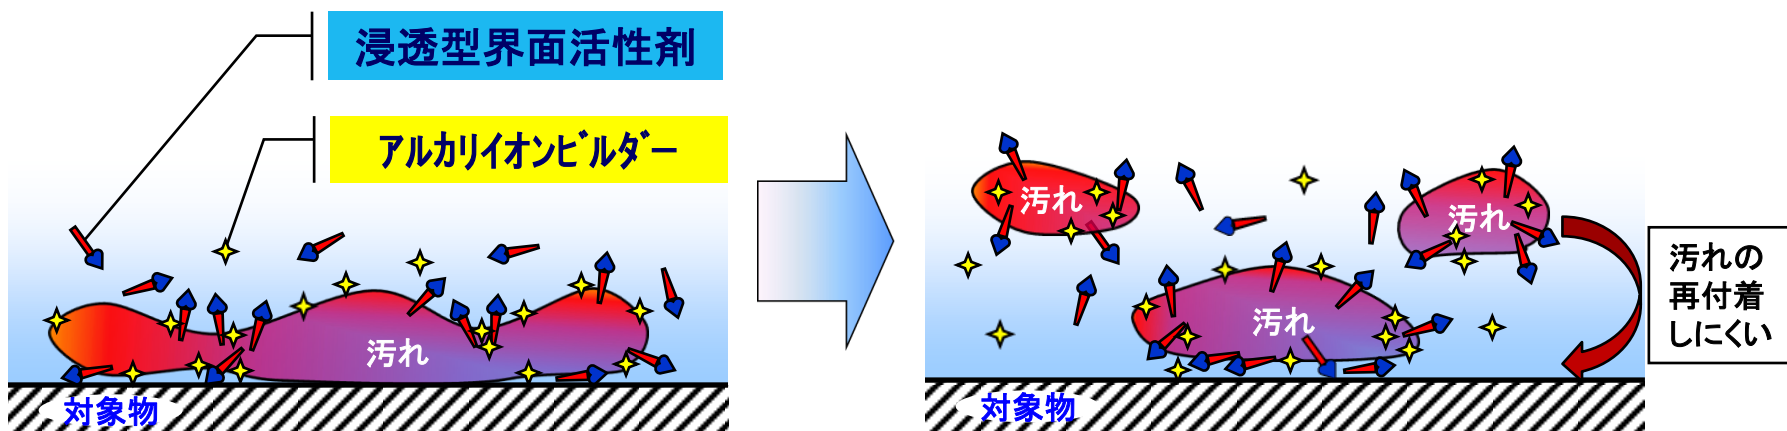 浸透型界面活性剤
アルカリイオンビルダー
汚れ
対象物
汚れ
汚れ
汚れ
対象物
汚れの
再付着
しにくい